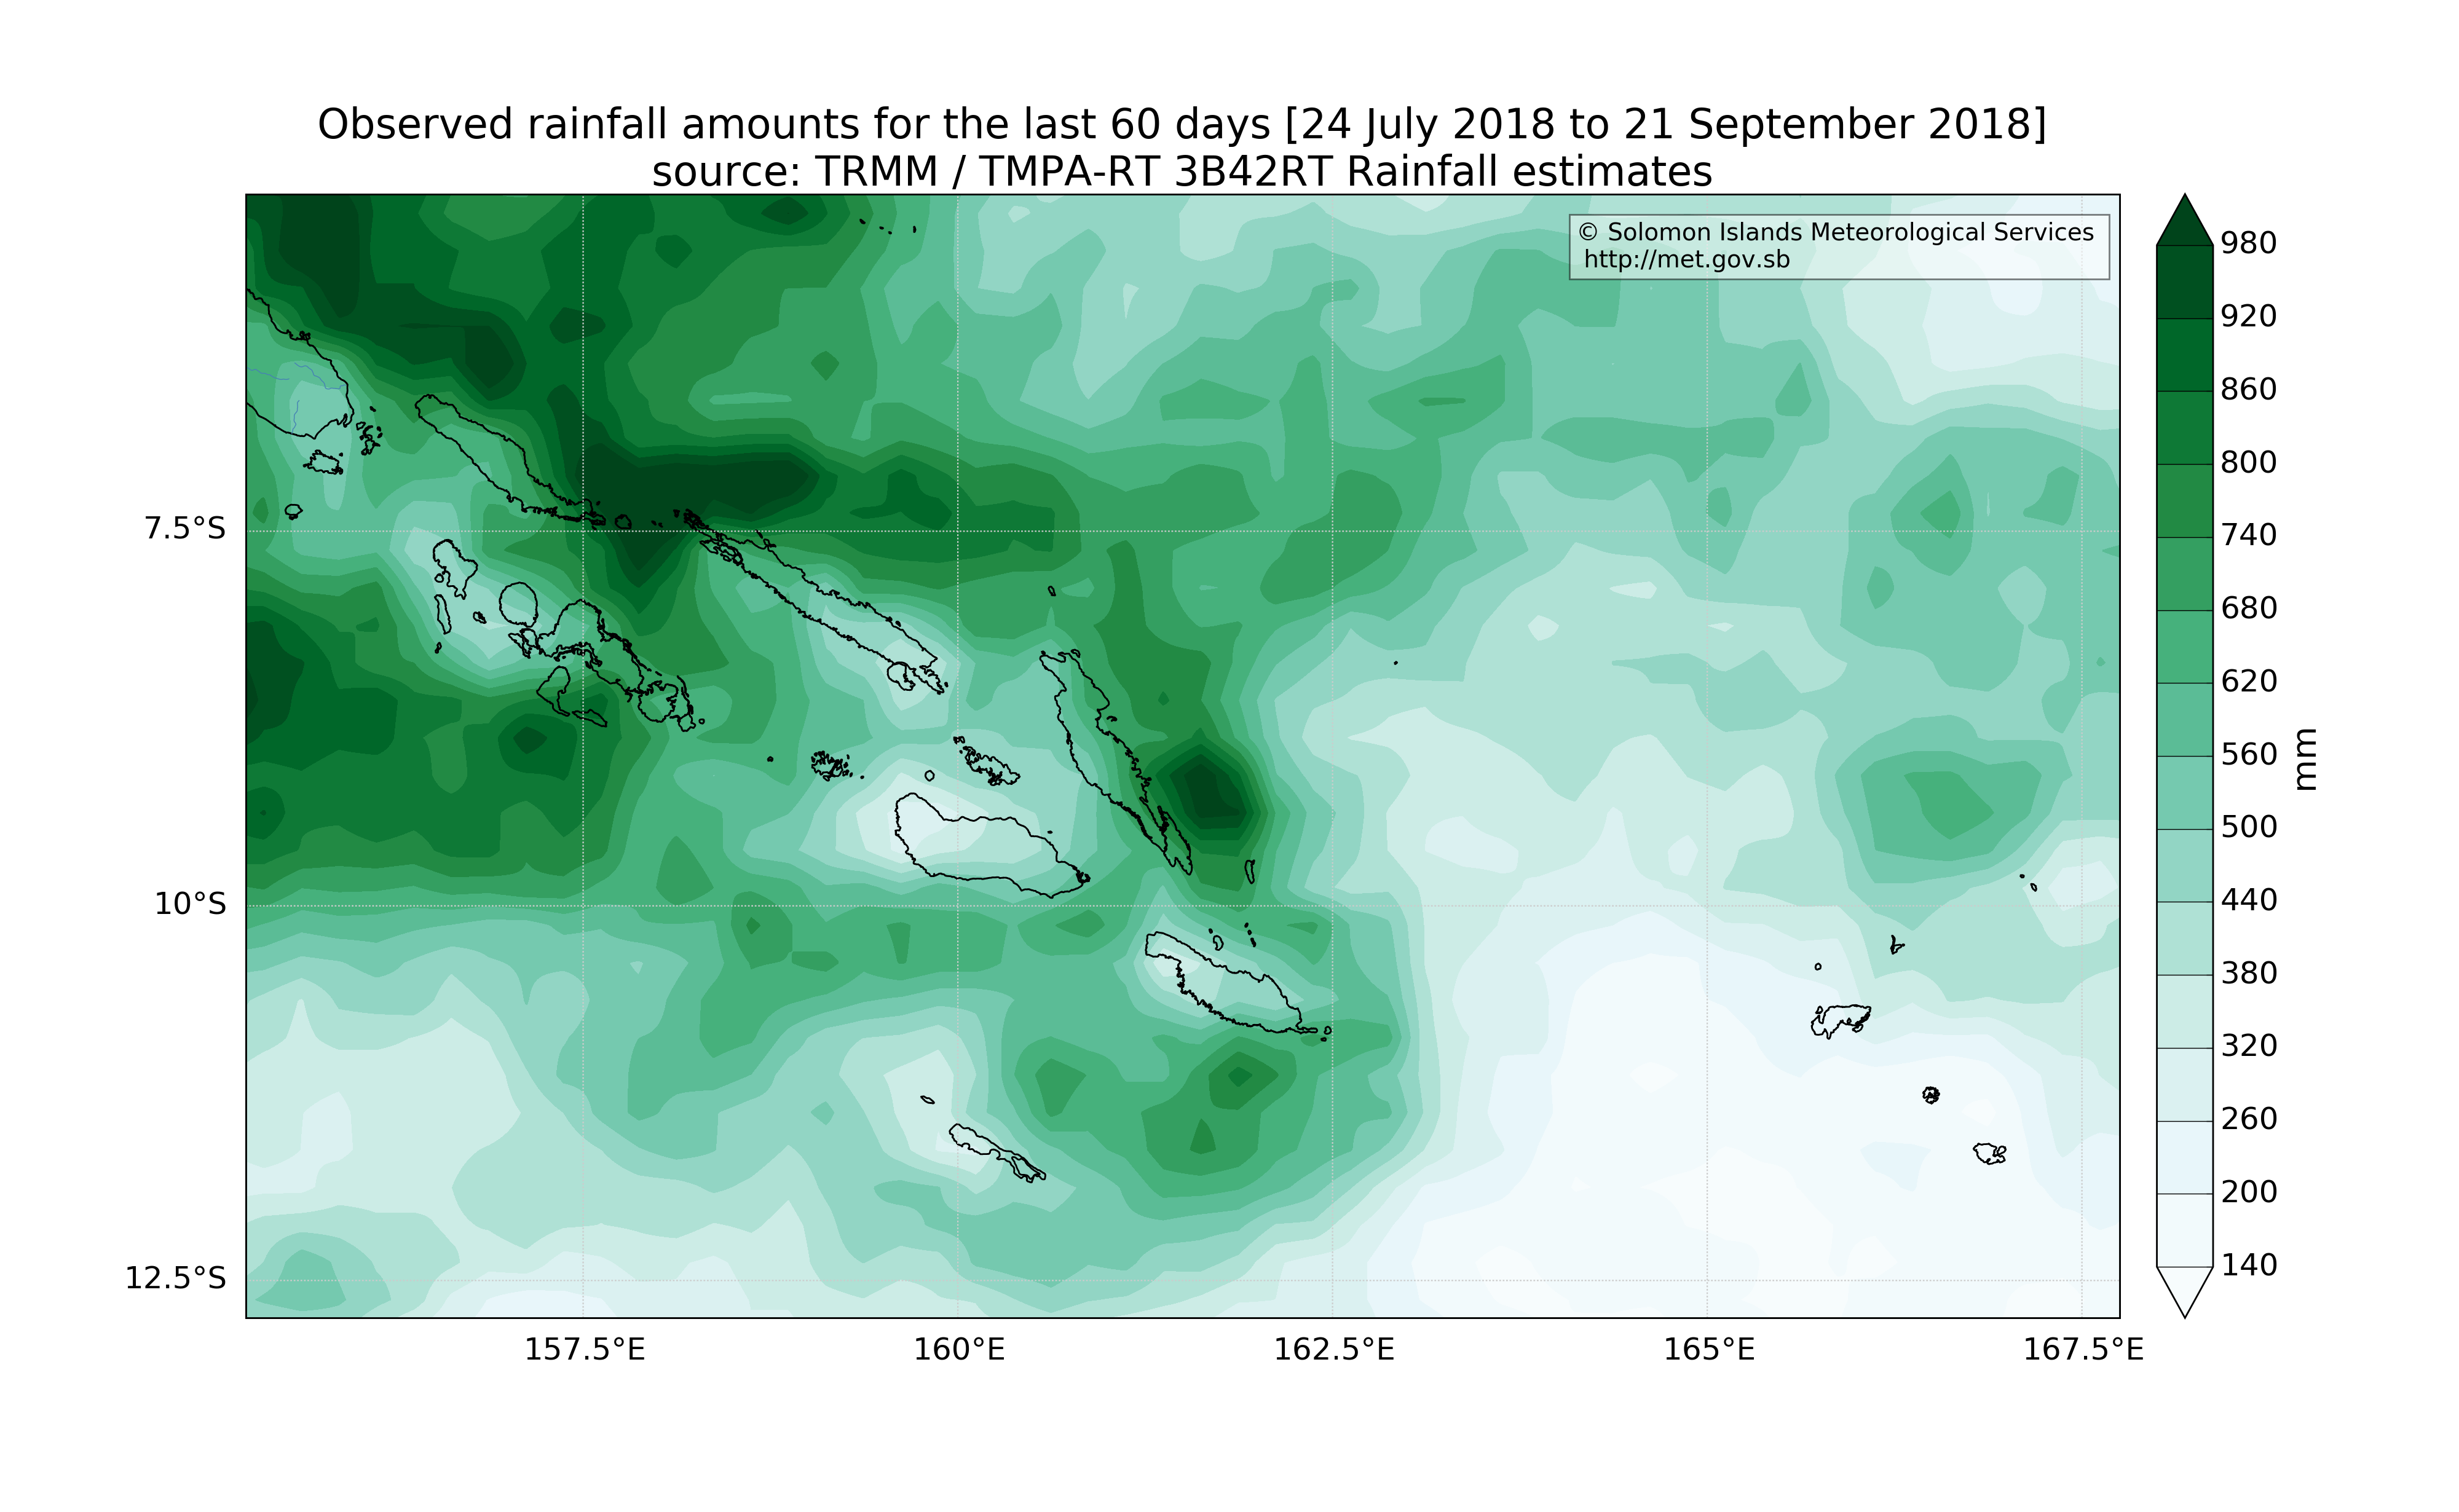 Observed rainfall amounts for the last 60 days [24 July 2018 to 21 September 2018]
source: TRMM / TMPA-RT 3B42RT Rainfall estimates
© Solomon Islands Meteorological Services
http://met.gov.sb
7.5°S
10°S
12.5°S
157.5°E
160°E
162.5°E
165°E
167.5°E
980
920
860
800
740
680
620
560
500
440
380
320
260
200
140
mm